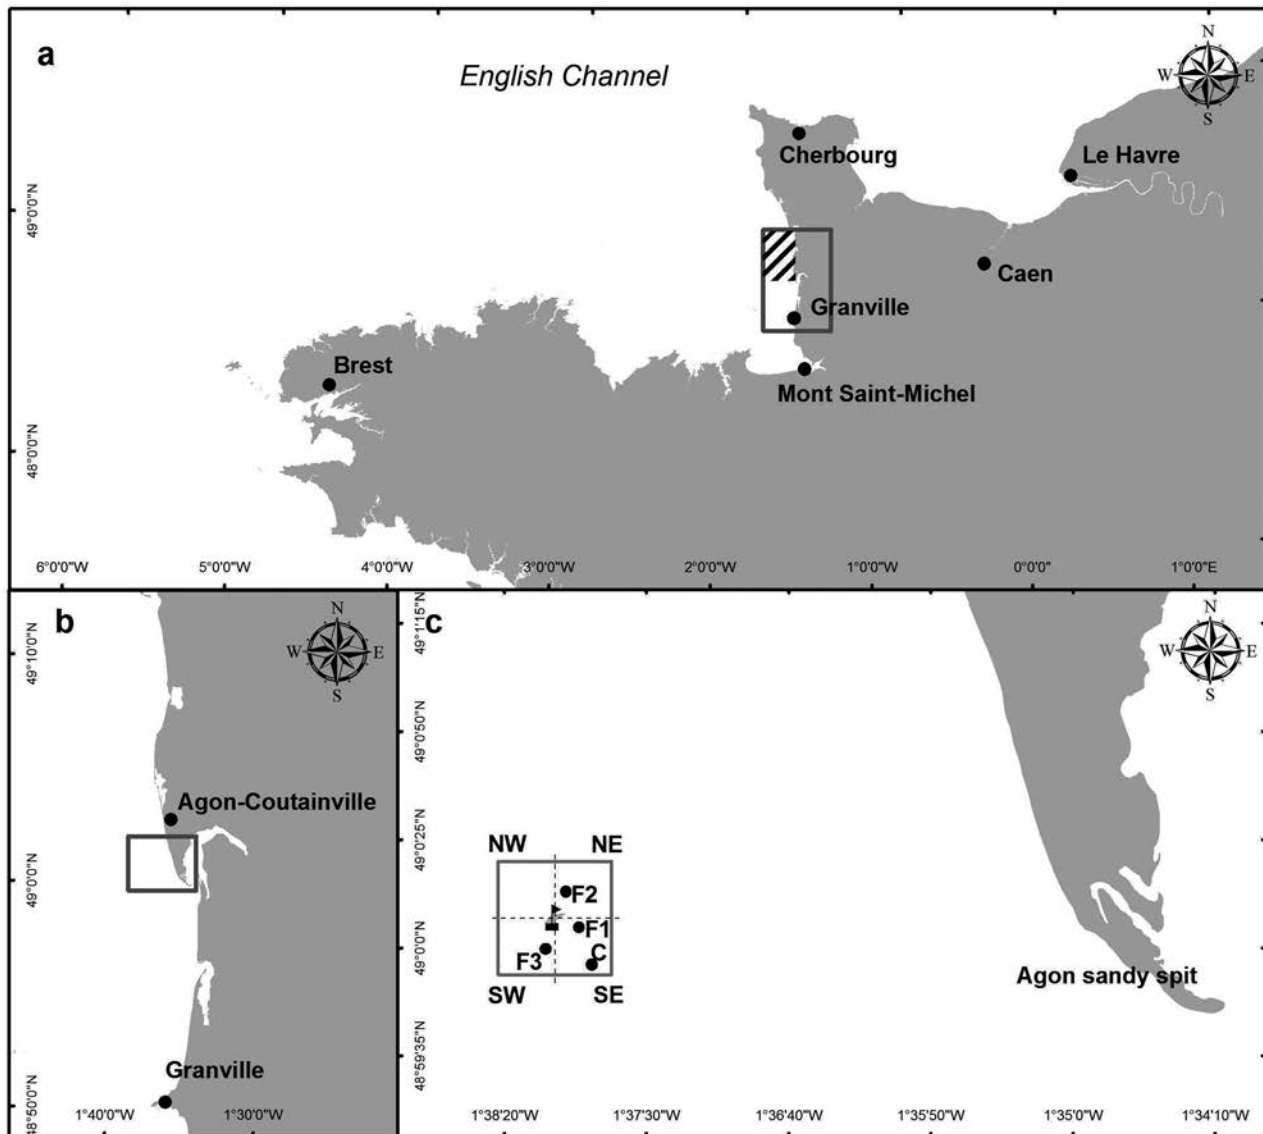 a
English Channel
N
W E
S
Cherbourg
Le Havre
49°0'0"N
Caen
Granville
Brest
Mont Saint-Michel
48°0'0"N
6°0'0"W 5°0'0"W 4°0'0"W 3°0'0"W 2°0'0"W 1°0'0"W 0°0'0" 1°0'0"E
b
N
W E
S
49°10'0"N
Agon-Coutainville
49°0'0"N
Granville
48°50'0"N
1°40'0"W 1°30'0"W
c
N
W E
S
49°1'15"N
49°0'50"N
49°0'25"N
NW NE
F2
F1
49°0'0"N
F3 C
SW SE
Agon sandy spit
48°59'35"N
1°38'20"W 1°37'30"W 1°36'40"W 1°35'50"W 1°35'0"W 1°34'10"W